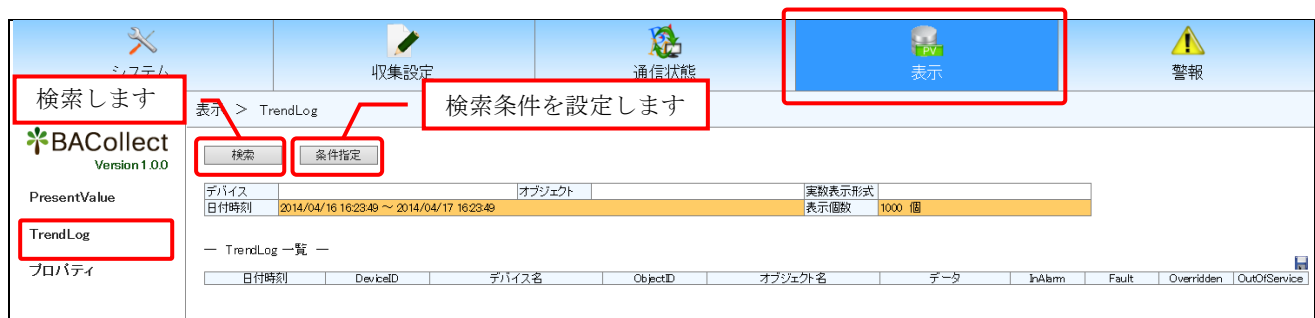 システム 収集設定 通信状態 表示 警報
検索します
検索条件を設定します
表示 > TrendLog
BACollect
Version 1.0.0
検索 条件指定
PresentValue
TrendLog
プロパティ
デバイス オブジェクト 実数表示形式
日付時刻 2014/04/16 16:23:49 ～ 2014/04/17 16:23:49 表示個数 1000 個
― TrendLog 一覧 ―
日付時刻 DeviceID デバイス名 ObjectID オブジェクト名 データ InAlarm Fault Overridden OutOfService